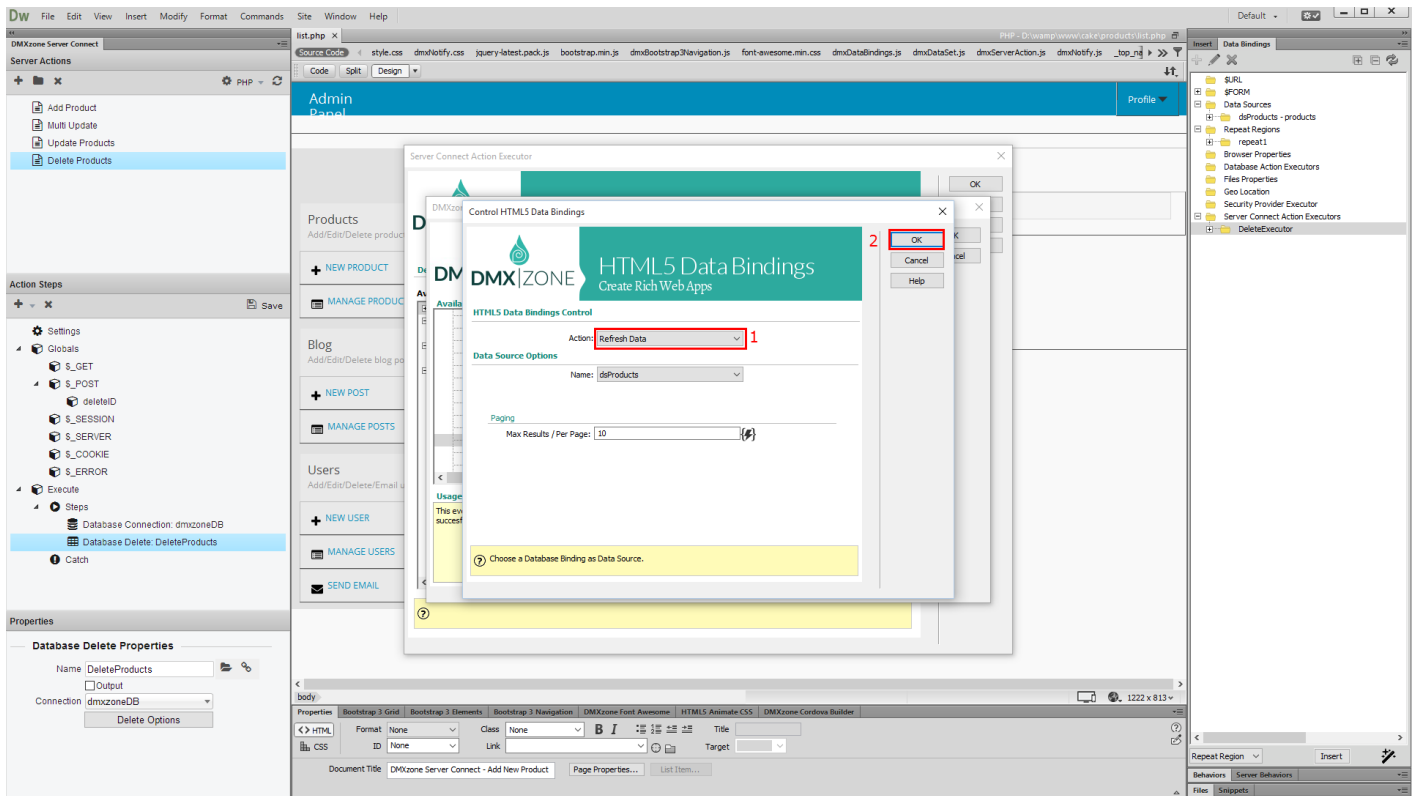 DW File Edit View Insert Modify Format Commands Site Window Help Default
DMXzone Server Connect
Server Actions
PHP
Add Product
Multi Update
Update Products
Delete Products
Action Steps
Save
Settings
Globals
$_GET
$_POST
deleteID
$_SESSION
$_SERVER
$_COOKIE
$_ERROR
Execute
Steps
Database Connection: dmxzoneDB
Database Delete: DeleteProducts
Catch
Properties
Database Delete Properties
Name DeleteProducts
Output
Connection dmxzoneDB
Delete Options
list.php × PHP - D:\wamp\www\cake\products\list.php
Source Code style.css dmxNotify.css jquery-latest.pack.js bootstrap.min.js dmxBootstrap3Navigation.js font-awesome.min.css dmxDataBindings.js dmxDataSet.js dmxServerAction.js dmxNotify.js _top_na
Code Split Design
Admin
Panel
Profile
Products
Add/Edit/Delete produc
NEW PRODUCT
MANAGE PRODUC
Blog
Add/Edit/Delete blog po
NEW POST
MANAGE POSTS
Users
Add/Edit/Delete/Email u
NEW USER
MANAGE USERS
SEND EMAIL
Server Connect Action Executor
OK
D
De
Av
DMXzo
DM
Availa
Usage
This ev
succesf
K
cel
Control HTML5 Data Bindings
DMX|ZONE
HTML5 Data Bindings
Create Rich Web Apps
2
OK
Cancel
Help
HTML5 Data Bindings Control
Action: Refresh Data 1
Data Source Options
Name: dsProducts
Paging
Max Results / Per Page: 10
Choose a Database Binding as Data Source.
body 1222 x 813
Properties Bootstrap 3 Grid Bootstrap 3 Elements Bootstrap 3 Navigation DMXzone Font Awesome HTML5 Animate CSS DMXzone Cordova Builder
<> HTML Format None Class None B I Title
CSS ID None Link Target
Document Title DMXzone Server Connect - Add New Product Page Properties... List Item...
Insert Data Bindings
$URL
$FORM
Data Sources
dsProducts - products
Repeat Regions
repeat1
Browser Properties
Database Action Executors
Files Properties
Geo Location
Security Provider Executor
Server Connect Action Executors
DeleteExecutor
Repeat Region Insert
Behaviors Server Behaviors
Files Snippets